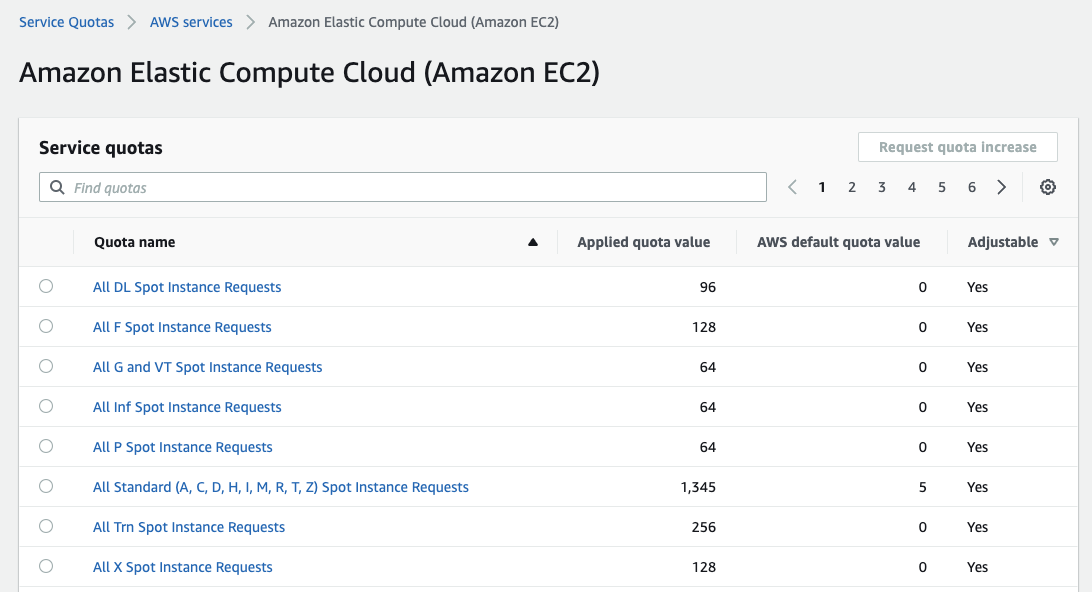 Service Quotas > AWS services > Amazon Elastic Compute Cloud (Amazon EC2)
Amazon Elastic Compute Cloud (Amazon EC2)
Service quotas Request quota increase
Find quotas 1 2 3 4 5 6
Quota name Applied quota value AWS default quota value Adjustable
All DL Spot Instance Requests 96 0 Yes
All F Spot Instance Requests 128 0 Yes
All G and VT Spot Instance Requests 64 0 Yes
All Inf Spot Instance Requests 64 0 Yes
All P Spot Instance Requests 64 0 Yes
All Standard (A, C, D, H, I, M, R, T, Z) Spot Instance Requests 1,345 5 Yes
All Trn Spot Instance Requests 256 0 Yes
All X Spot Instance Requests 128 0 Yes